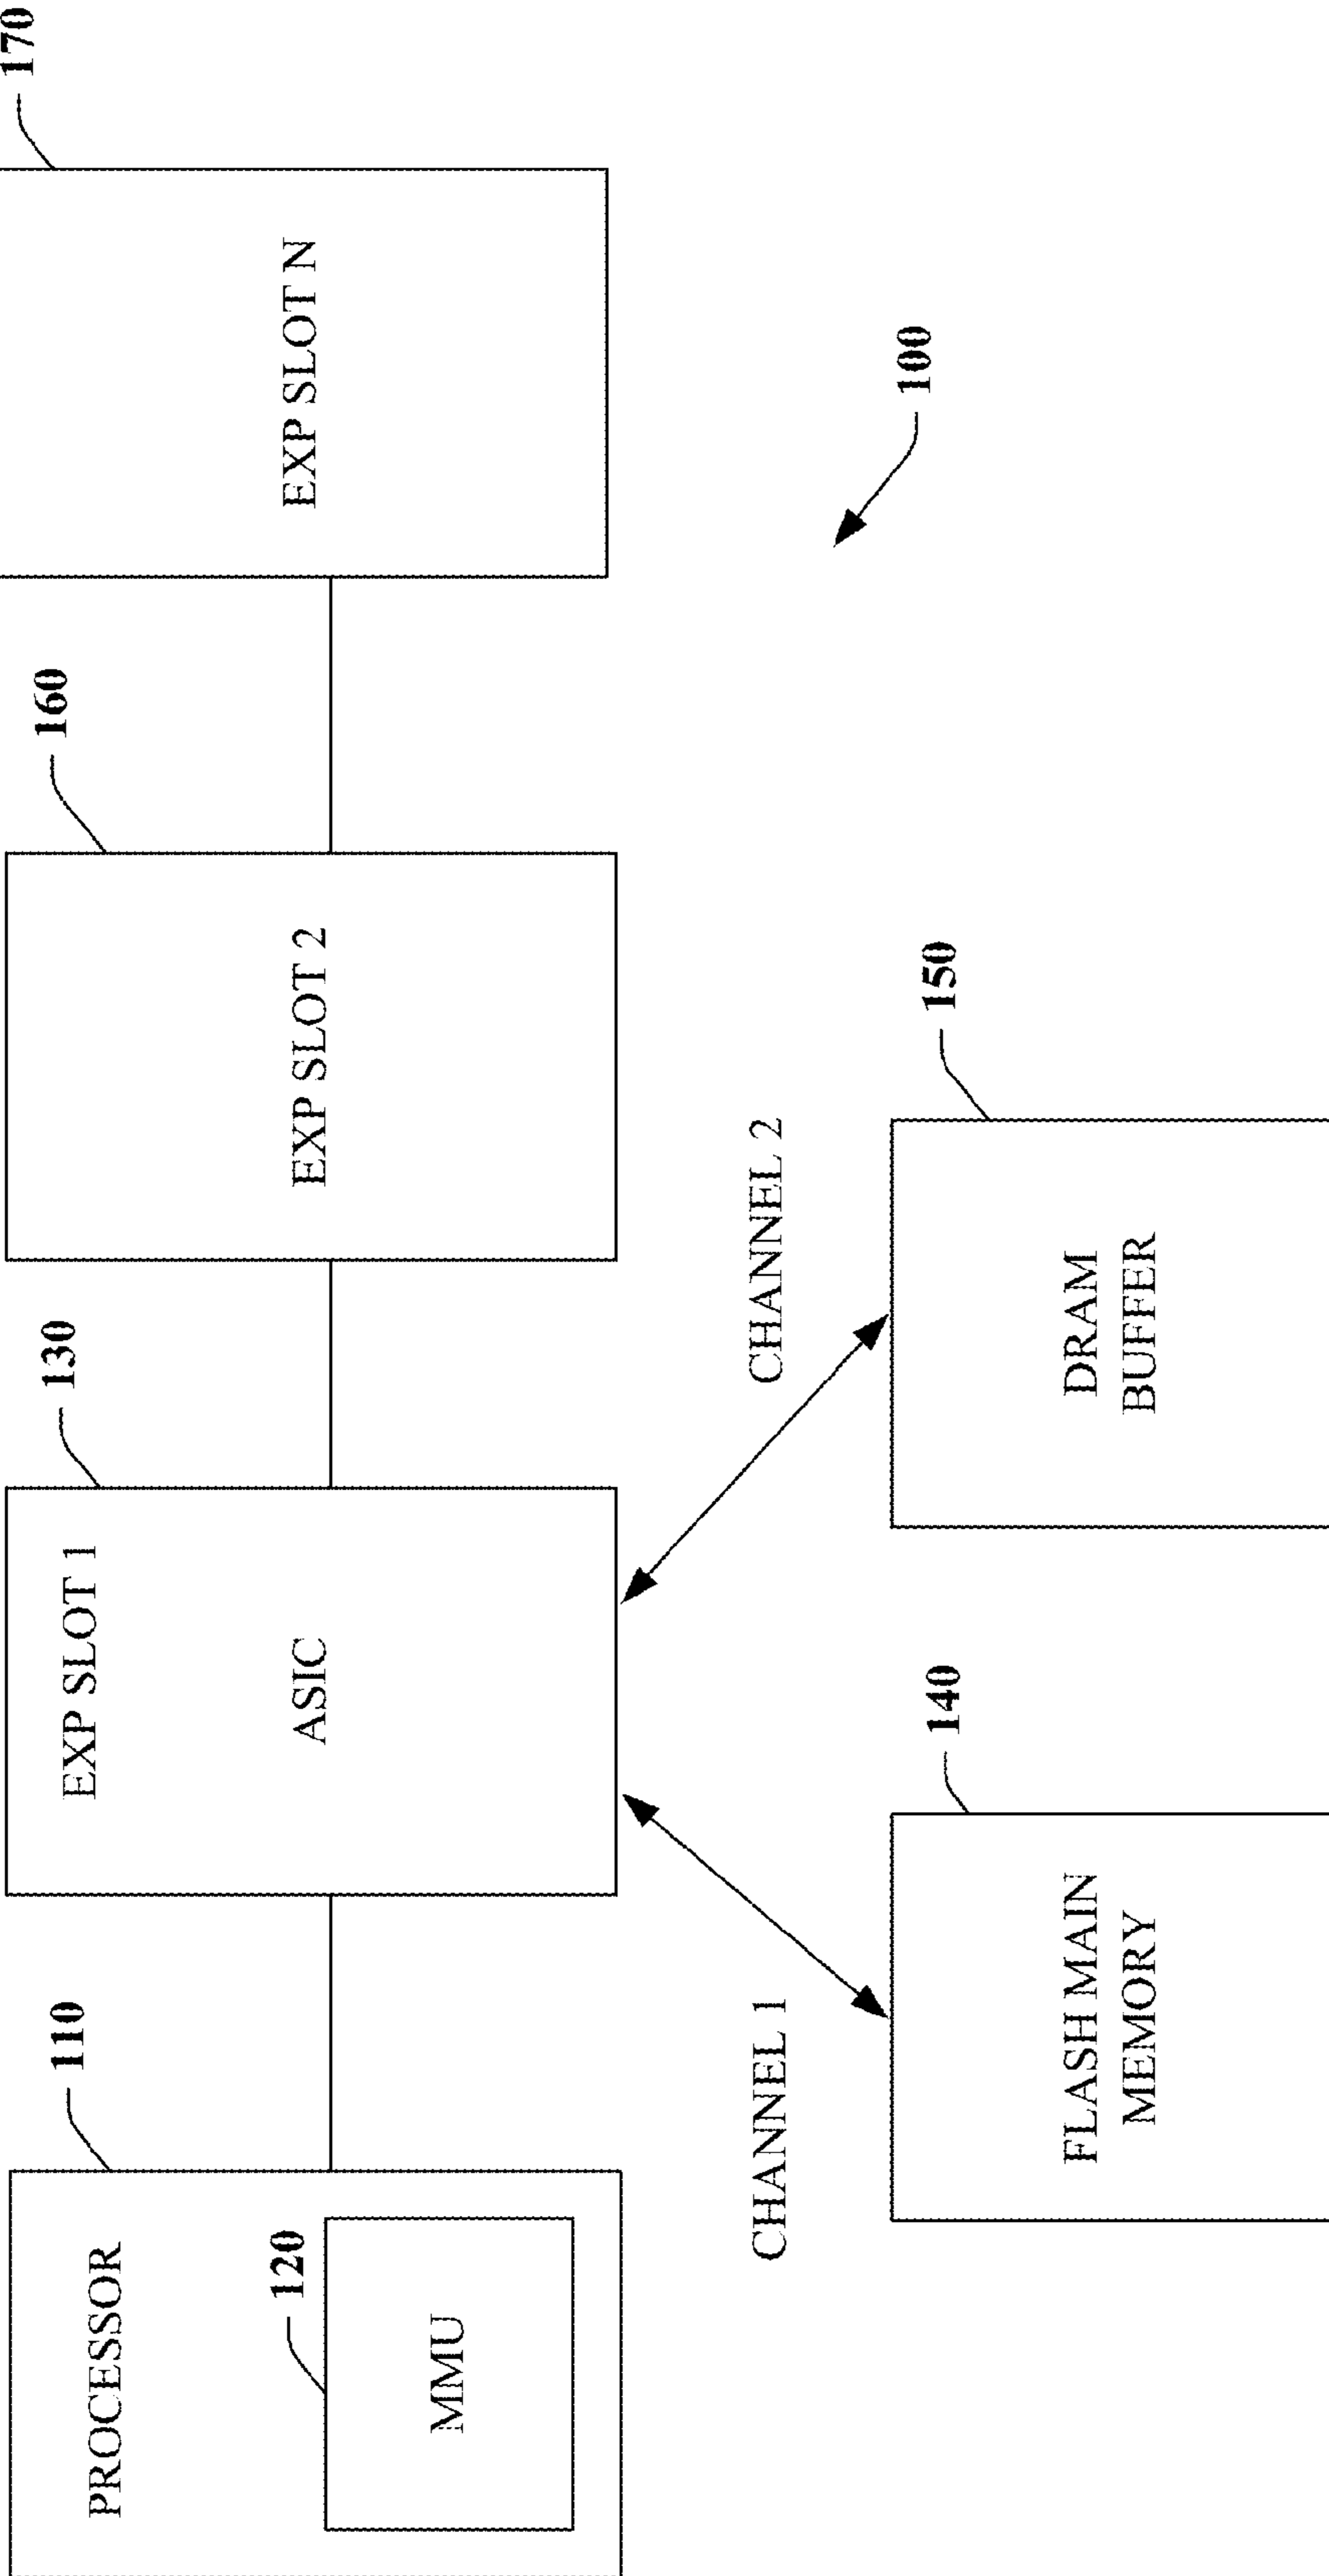 110
130
160
170
PROCESSOR
EXP SLOT 1
120
MMU
ASIC
EXP SLOT 2
EXP SLOT N
CHANNEL 1
CHANNEL 2
100
140
150
FLASH MAIN
MEMORY
DRAM
BUFFER